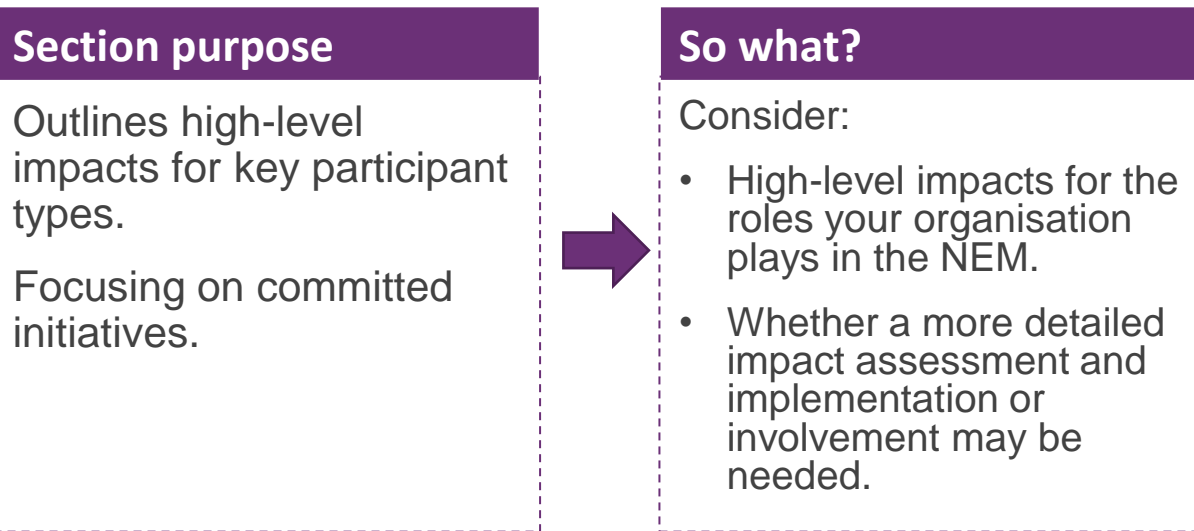 Section purpose
Outlines high-level
impacts for key participant
types.
Focusing on committed
initiatives.
So what?
Consider:
• High-level impacts for the
roles your organisation
plays in the NEM.
• Whether a more detailed
impact assessment and
implementation or
involvement may be
needed.